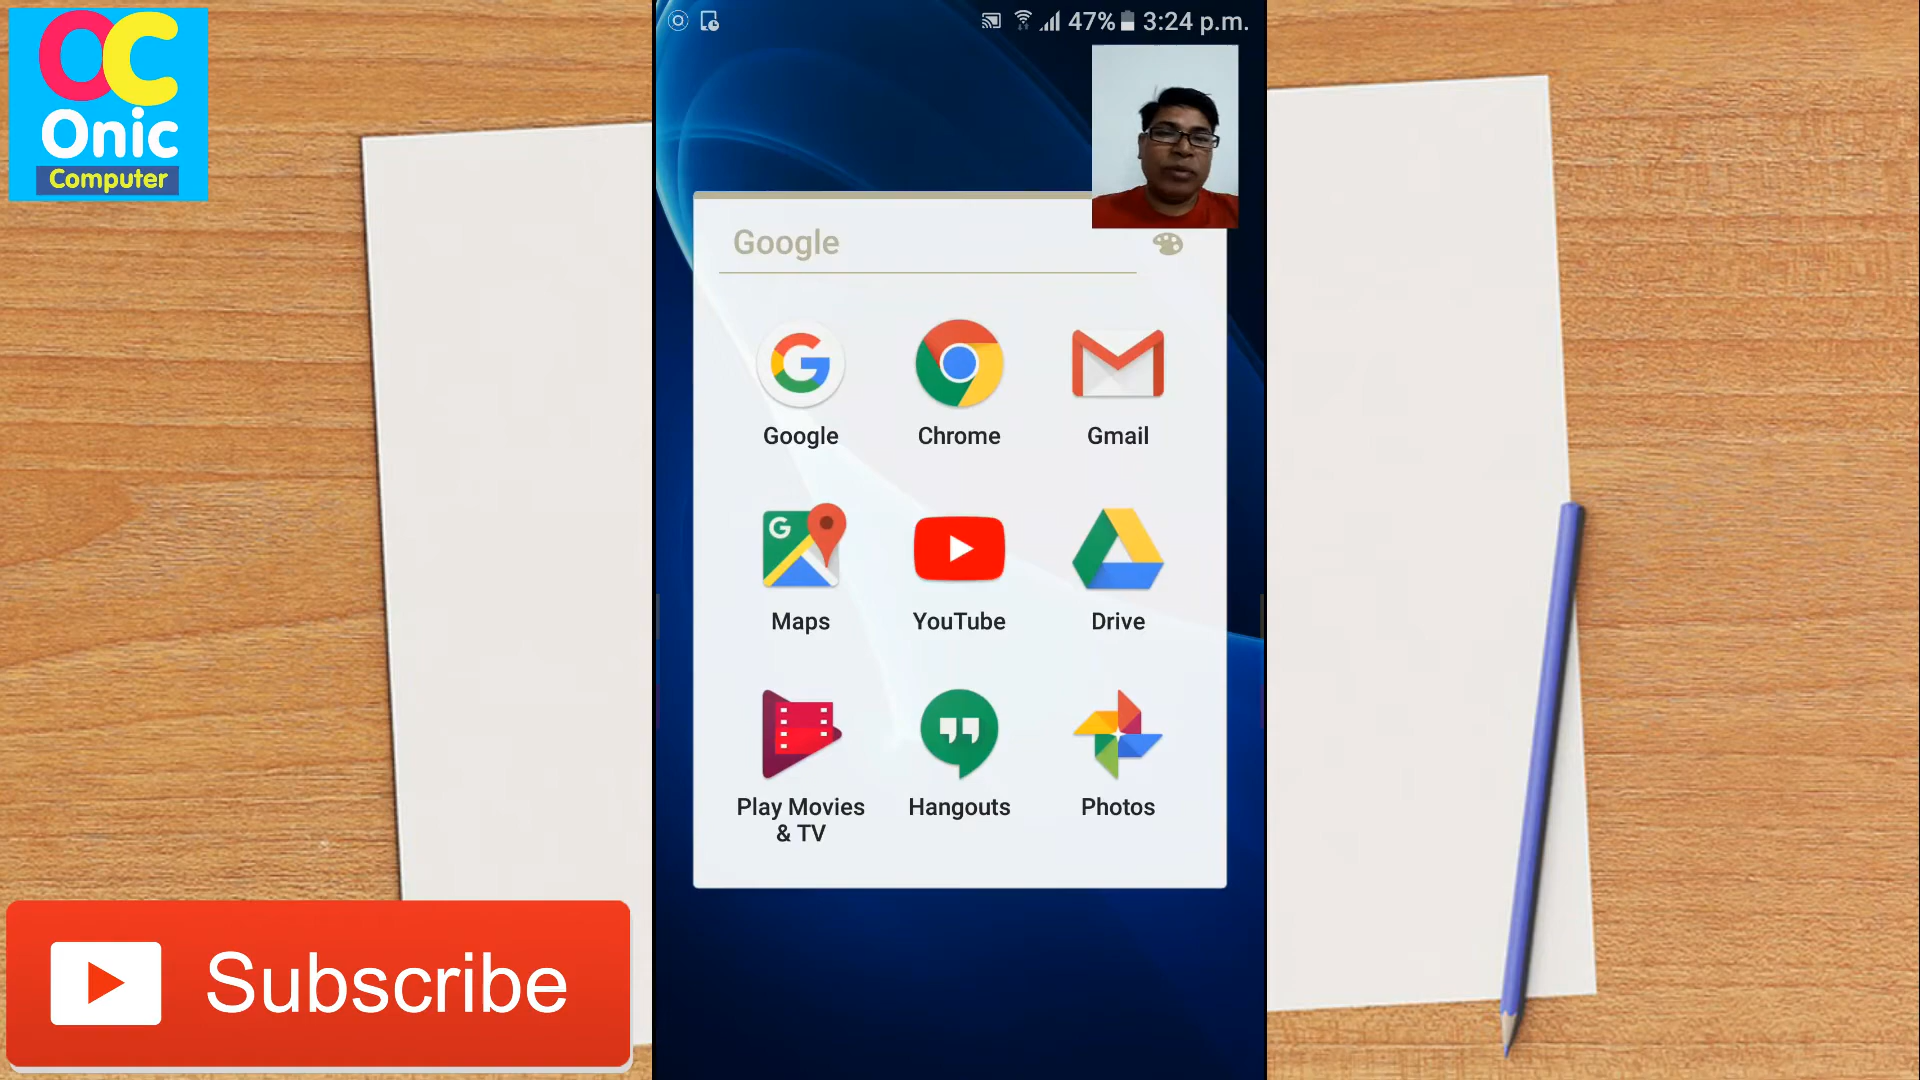 OC
Onic
Computer
47% 3:24 p.m.
Google
Google
Chrome
Gmail
G
Maps
YouTube
Drive
Play Movies
& TV
Hangouts
Photos
Subscribe